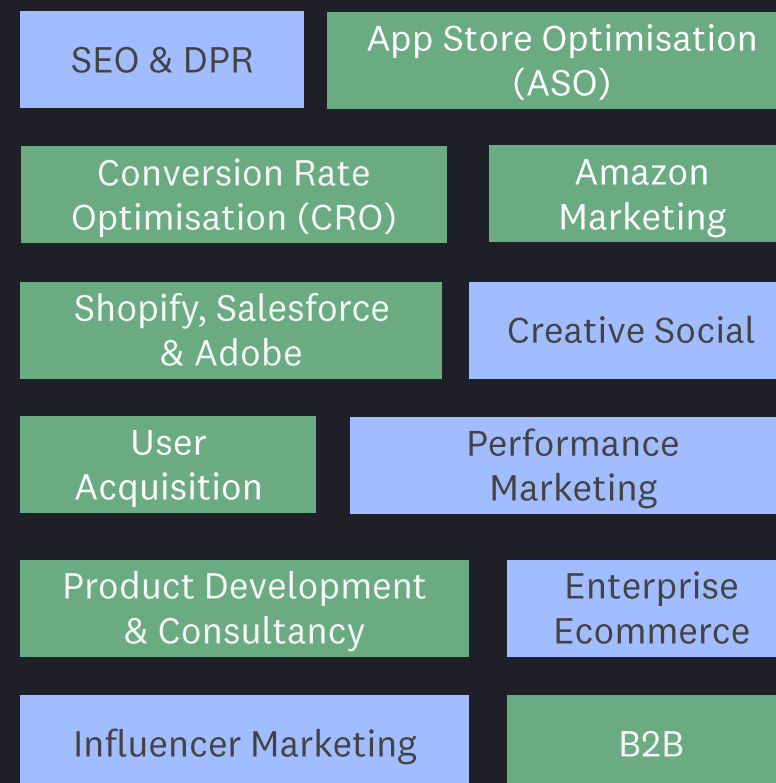 SEO & DPR
App Store Optimisation
(ASO)
Conversion Rate
Optimisation (CRO)
Amazon
Marketing
Shopify, Salesforce
& Adobe
Creative Social
User
Acquisition
Performance
Marketing
Product Development
& Consultancy
Enterprise
Ecommerce
Influencer Marketing
B2B